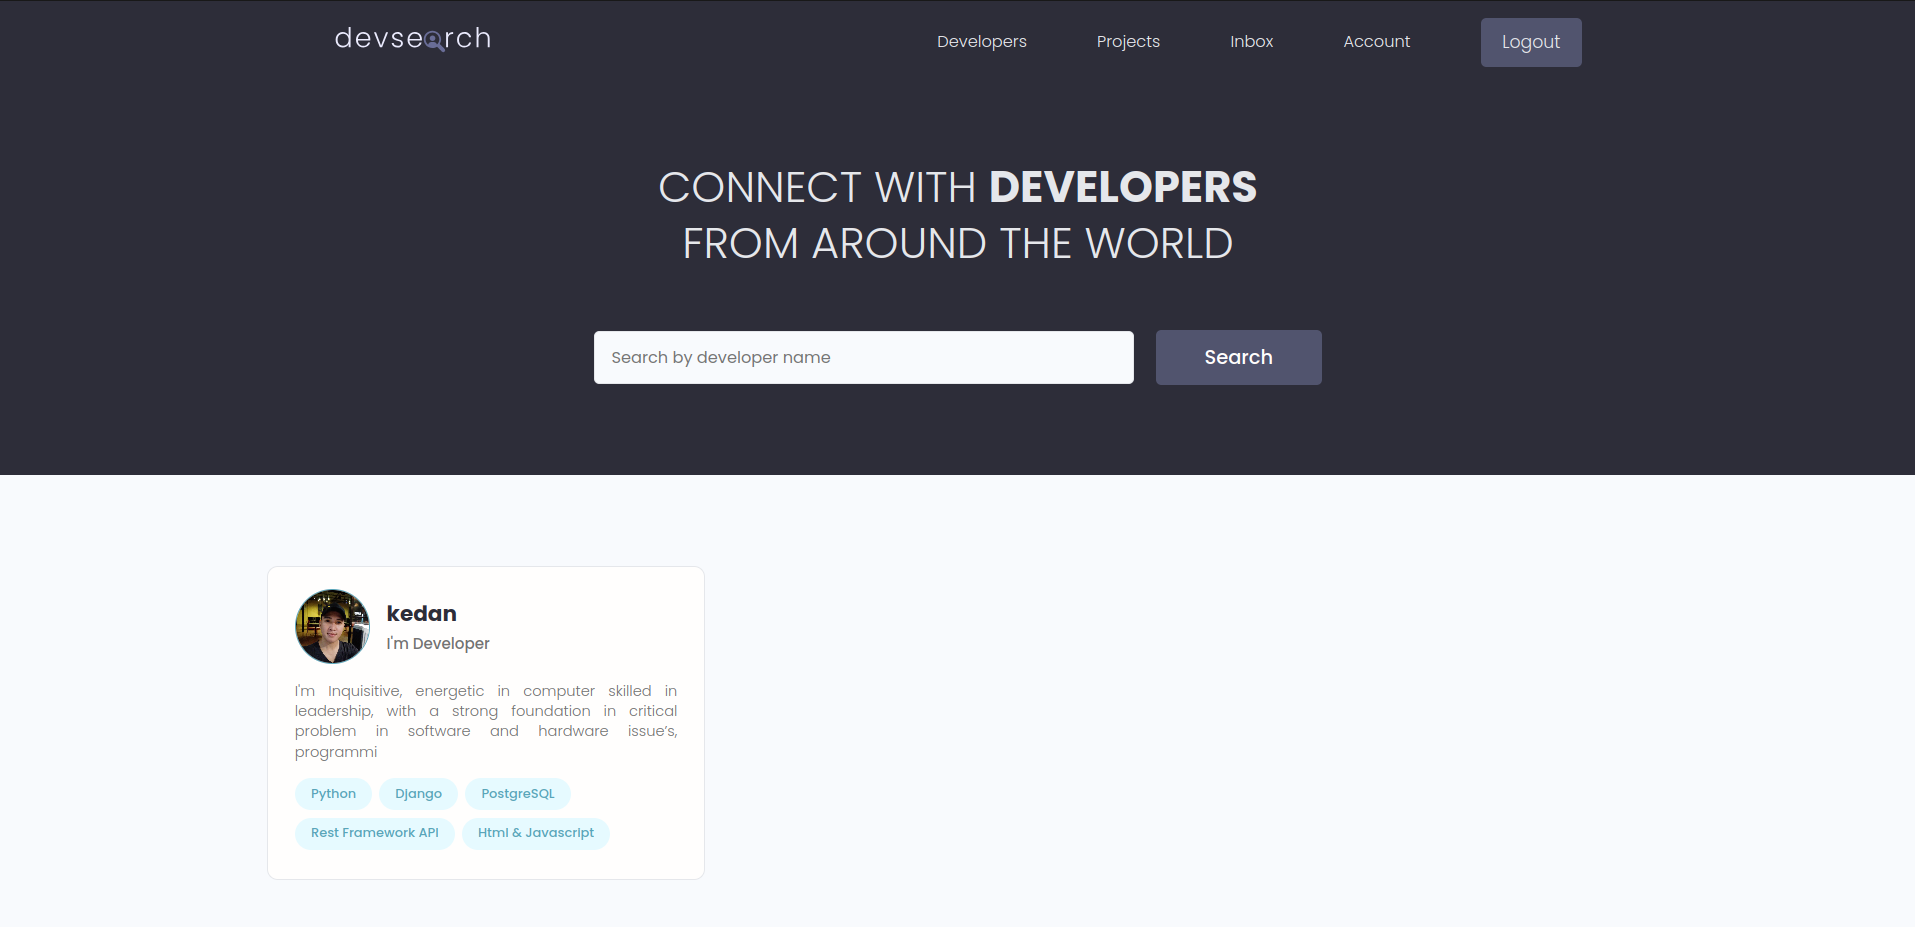 devsearch
Developers
Projects
Inbox
Account
Logout
CONNECT WITH DEVELOPERS
FROM AROUND THE WORLD
Search by developer name
Search
kedan
I'm Developer
I'm Inquisitive, energetic in computer skilled in
leadership, with a strong foundation in critical
problem in software and hardware issue’s,
programmi
Python
Django
PostgreSQL
Rest Framework API
Html & Javascript